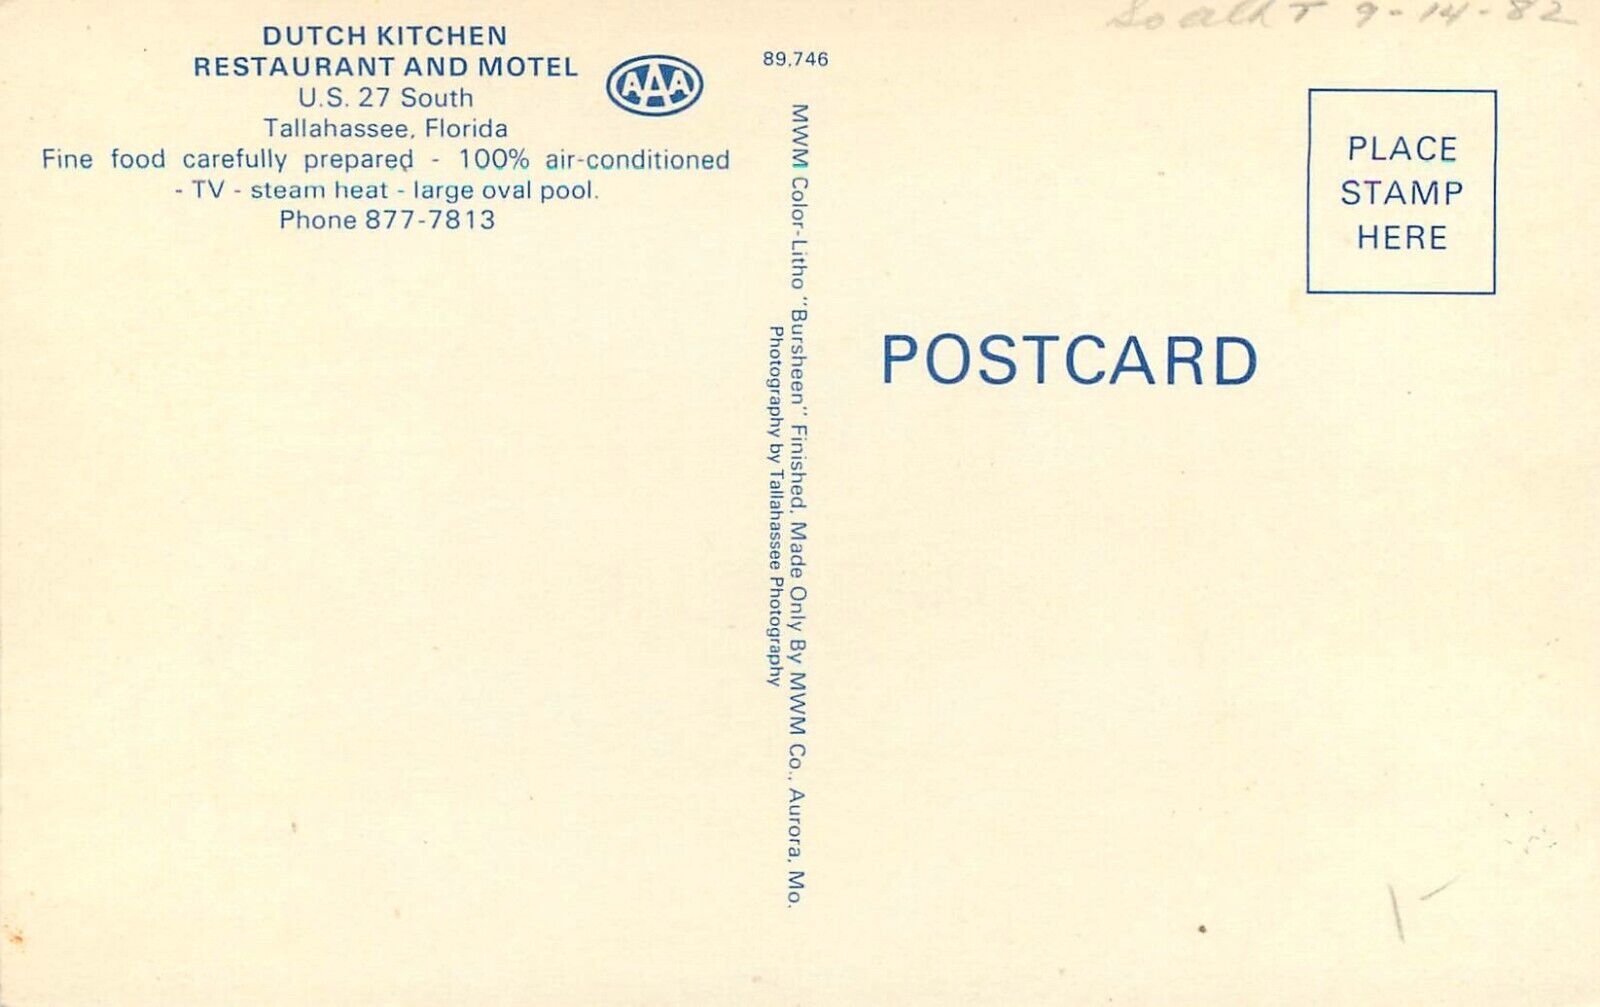 DUTCH KITCHEN
RESTAURANT AND MOTEL
U.S. 27 South
Tallahassee, Florida
Fine food carefully prepared - 100% air-conditioned
- TV - steam heat - large oval pool.
Phone 877-7813
AAA
89,746
MWM Color-Litho "Bursheen" Finished. Made Only By MWM Co., Aurora, Mo.
Photography by Tallahassee Photography
9-14-82
PLACE
STAMP
HERE
POSTCARD